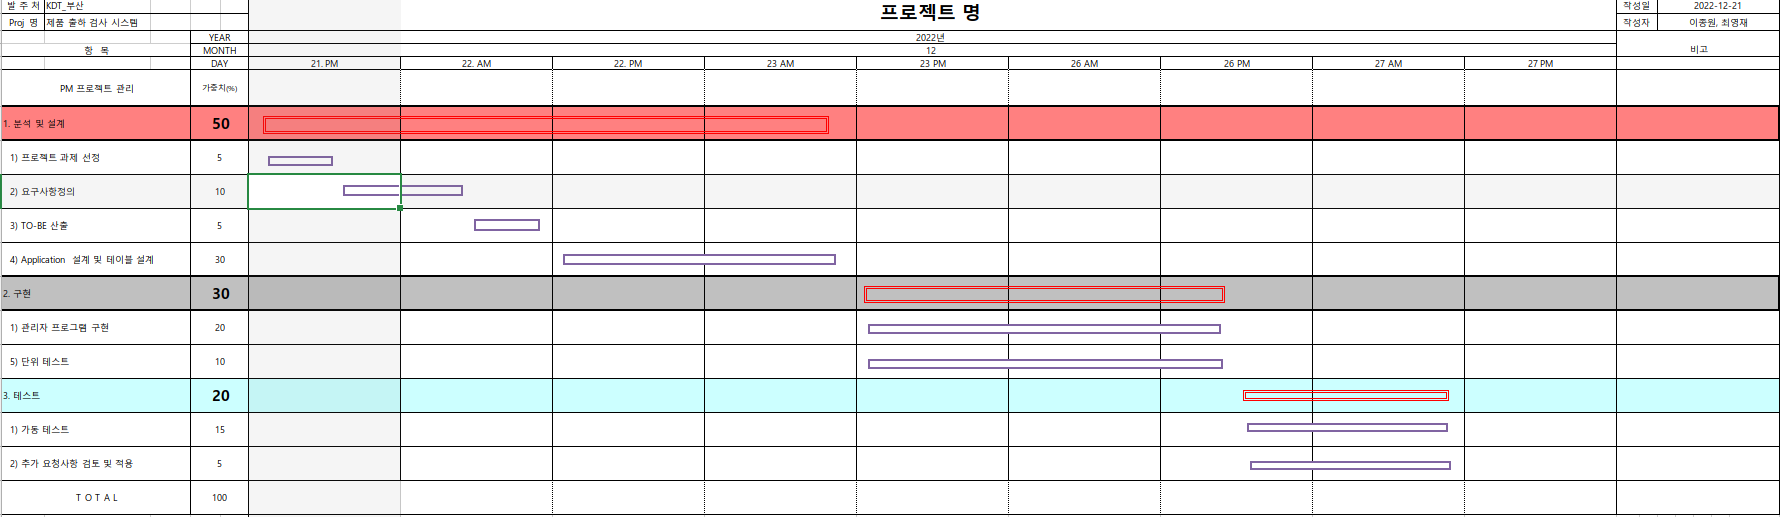 발 주 처 KDT_부산 프로젝트 명 작성일 2022-12-21
Proj 명 제품 출하 검사 시스템 작성자 이종원, 최영재
YEAR 2022년
항 목 MONTH 12 비고
DAY 21. PM 22. AM 22. PM 23 AM 23 PM 26 AM 26 PM 27 AM 27 PM
PM 프로젝트 관리 가중치(%)
1. 분석 및 설계 50
1) 프로젝트 과제 선정 5
2) 요구사항정의 10
3) TO-BE 산출 5
4) Application 설계 및 테이블 설계 30
2. 구현 30
1) 관리자 프로그램 구현 20
5) 단위 테스트 10
3. 테스트 20
1) 가동 테스트 15
2) 추가 요청사항 검토 및 적용 5
T O T A L 100